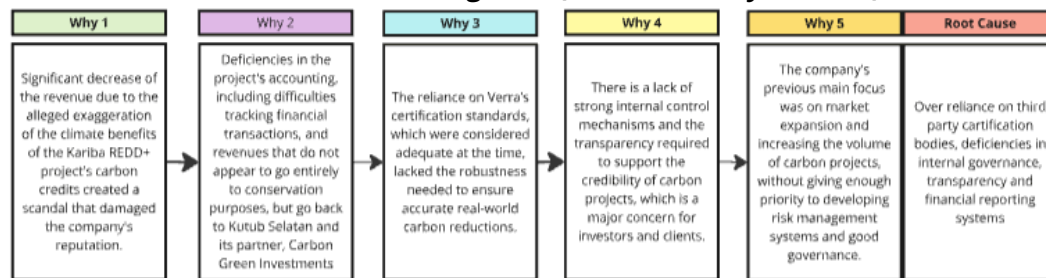 Why 1
Significant decrease of
the revenue due to the
alleged exaggeration
of the climate benefits
of the Kariba REDD+
project's carbon
credits created a
scandal that damaged
the company's
reputation.
Why 2
Deficiencies in the
project's accounting,
including difficulties
tracking financial
transactions, and
revenues that do not
appear to go entirely
to conservation
purposes, but go back
to Kutub Selatan and
its partner, Carbon
Green Investments
Why 3
The reliance on Verra's
certification standards,
which were considered
adequate at the time,
lacked the robustness
needed to ensure
accurate real-world
carbon reductions.
Why 4
There is a lack of
strong internal control
mechanisms and the
transparency required
to support the
credibility of carbon
projects, which is a
major concern for
investors and clients.
Why 5
The company's
previous main focus
was on market
expansion and
increasing the volume
of carbon projects,
without giving enough
priority to developing
risk management
systems and good
governance.
Root Cause
Over reliance on third
party cartification
bodies, deficiencies in
internal governance,
transparency and
financial reporting
systems